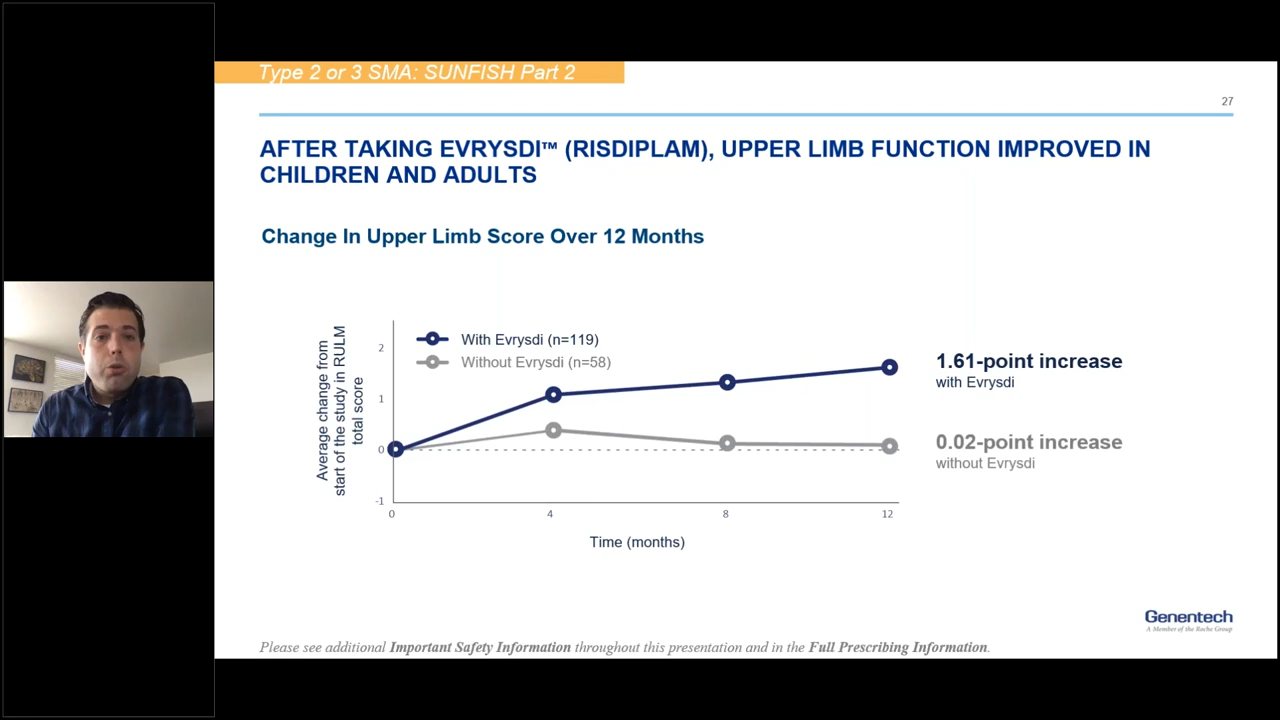 Type 2 or 3 SMA: SUNFISH Part 2
27
AFTER TAKING EVRYSDI™ (RISDIPLAM), UPPER LIMB FUNCTION IMPROVED IN
CHILDREN AND ADULTS
Change In Upper Limb Score Over 12 Months
Average change from
start of the study in RULM
total score
2
1
0
-1
With Evrysdi (n=119)
Without Evrysdi (n=58)
1.61-point increase
with Evrysdi
0.02-point increase
without Evrysdi
0
4
8
12
Time (months)
Genentech
A Member of the Roche Group
Please see additional Important Safety Information throughout this presentation and in the Full Prescribing Information.